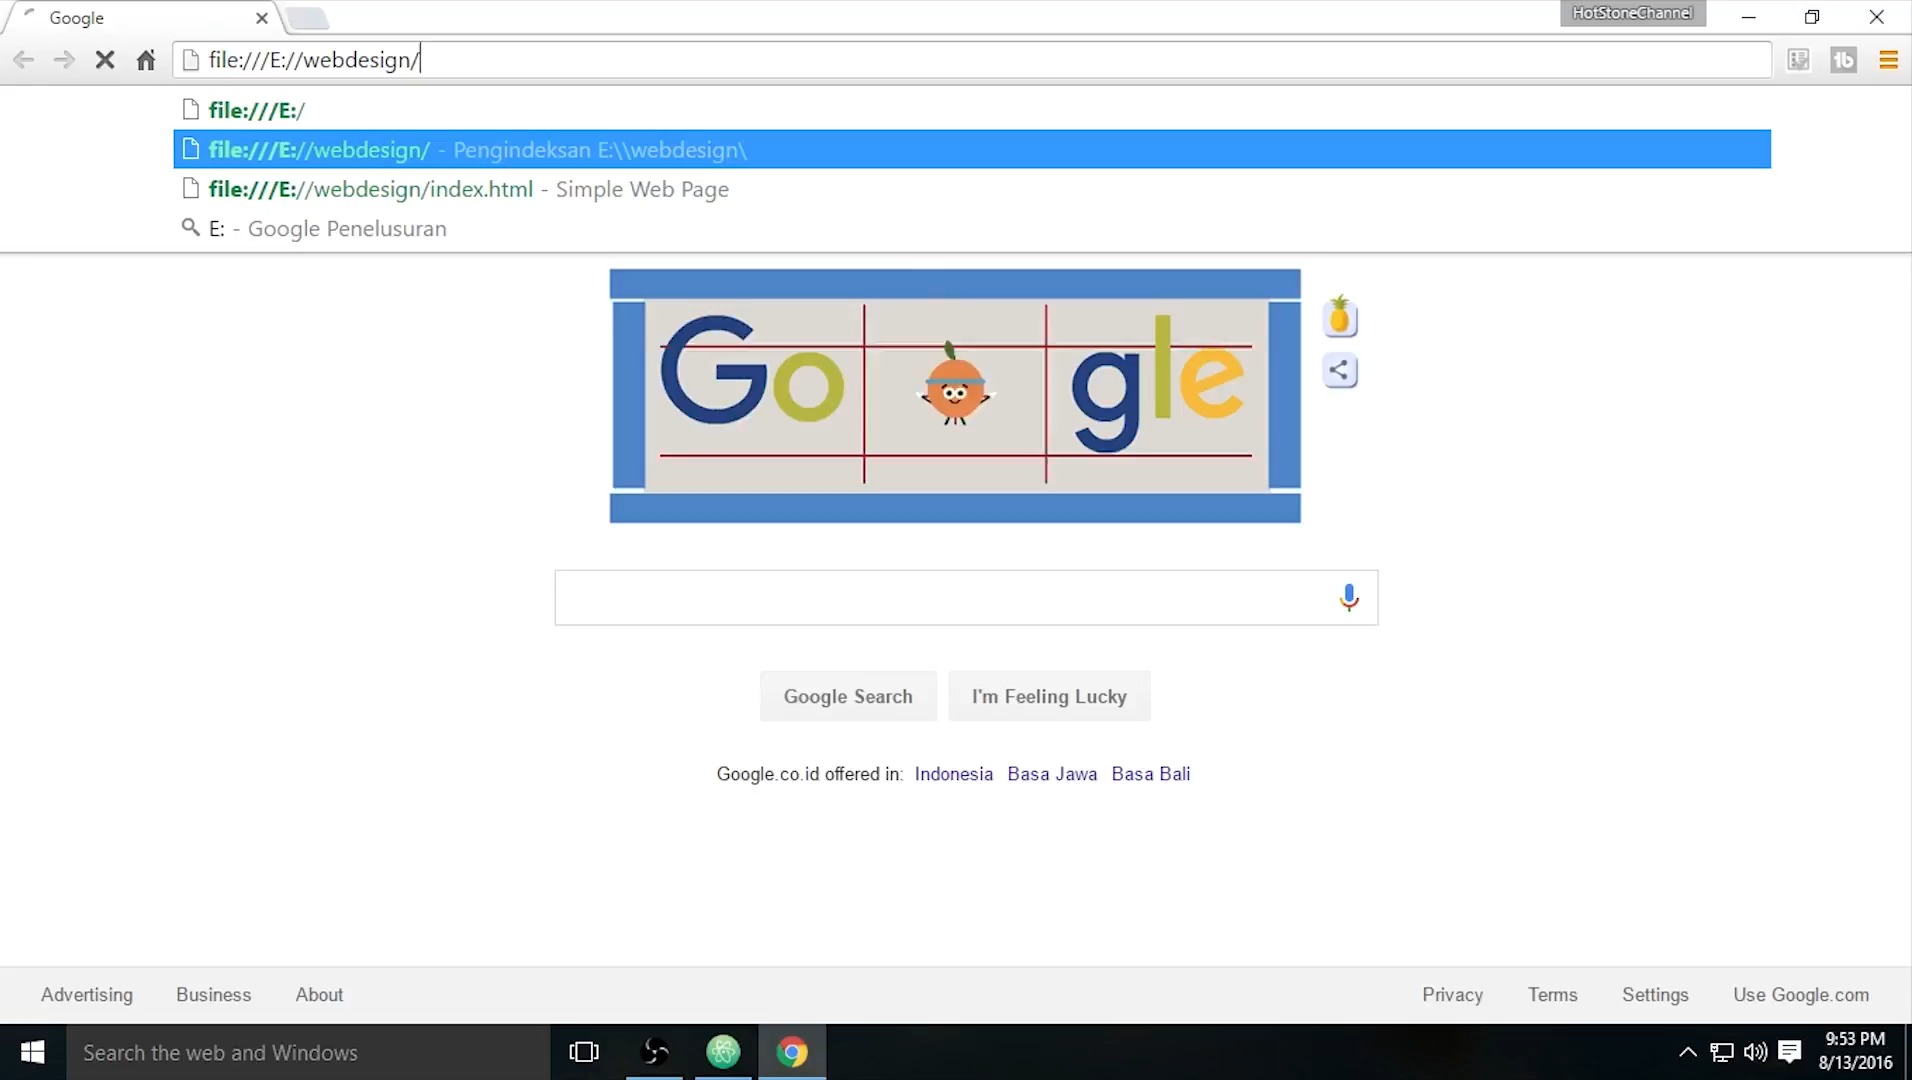 Google
HotStoneChannel
file:///E://webdesign/
file:///E:/
file:///E://webdesign/ - Pengindeksan E:\\webdesign\
file:///E://webdesign/index.html - Simple Web Page
E: - Google Penelusuran
Go gle
Google Search I'm Feeling Lucky
Google.co.id offered in: Indonesia Basa Jawa Basa Bali
Advertising Business About Privacy Terms Settings Use Google.com
Search the web and Windows
9:53 PM
8/13/2016